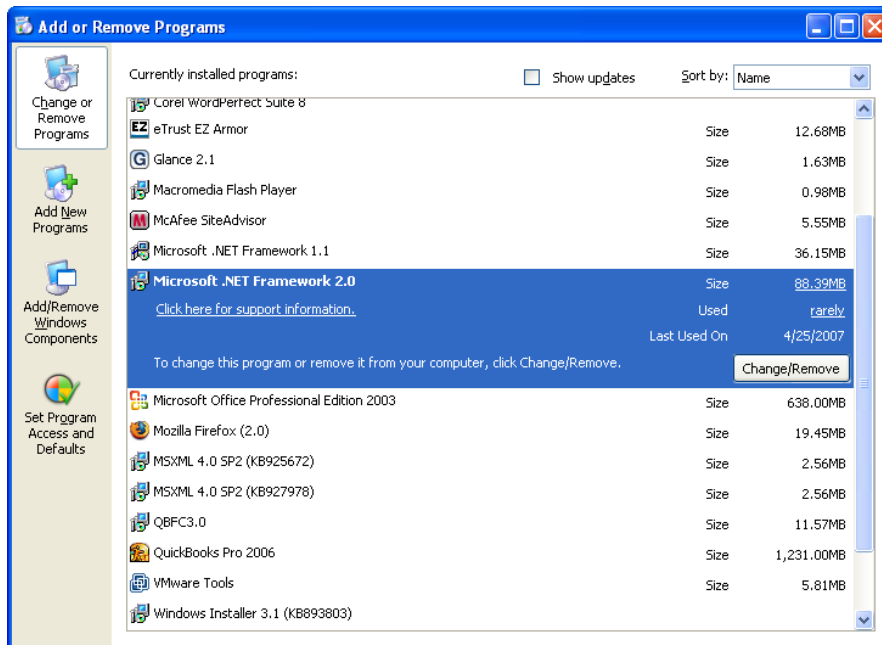 Add or Remove Programs
Change or
Remove
Programs
Add New
Programs
Add/Remove
Windows
Components
Set Program
Access and
Defaults
Currently installed programs:
Show updates
Sort by: Name
Corel WordPerfect Suite 8
EZ eTrust EZ Armor Size 12.68MB
G Glance 2.1 Size 1.63MB
Macromedia Flash Player Size 0.98MB
M McAfee SiteAdvisor Size 5.55MB
Microsoft .NET Framework 1.1 Size 36.15MB
Microsoft .NET Framework 2.0 Size 88.39MB
Click here for support information. Used rarely
Last Used On 4/25/2007
To change this program or remove it from your computer, click Change/Remove. Change/Remove
Microsoft Office Professional Edition 2003 Size 638.00MB
Mozilla Firefox (2.0) Size 19.45MB
MSXML 4.0 SP2 (KB925672) Size 2.56MB
MSXML 4.0 SP2 (KB927978) Size 2.56MB
QBFC3.0 Size 11.57MB
QuickBooks Pro 2006 Size 1,231.00MB
VMware Tools Size 5.81MB
Windows Installer 3.1 (KB893803)